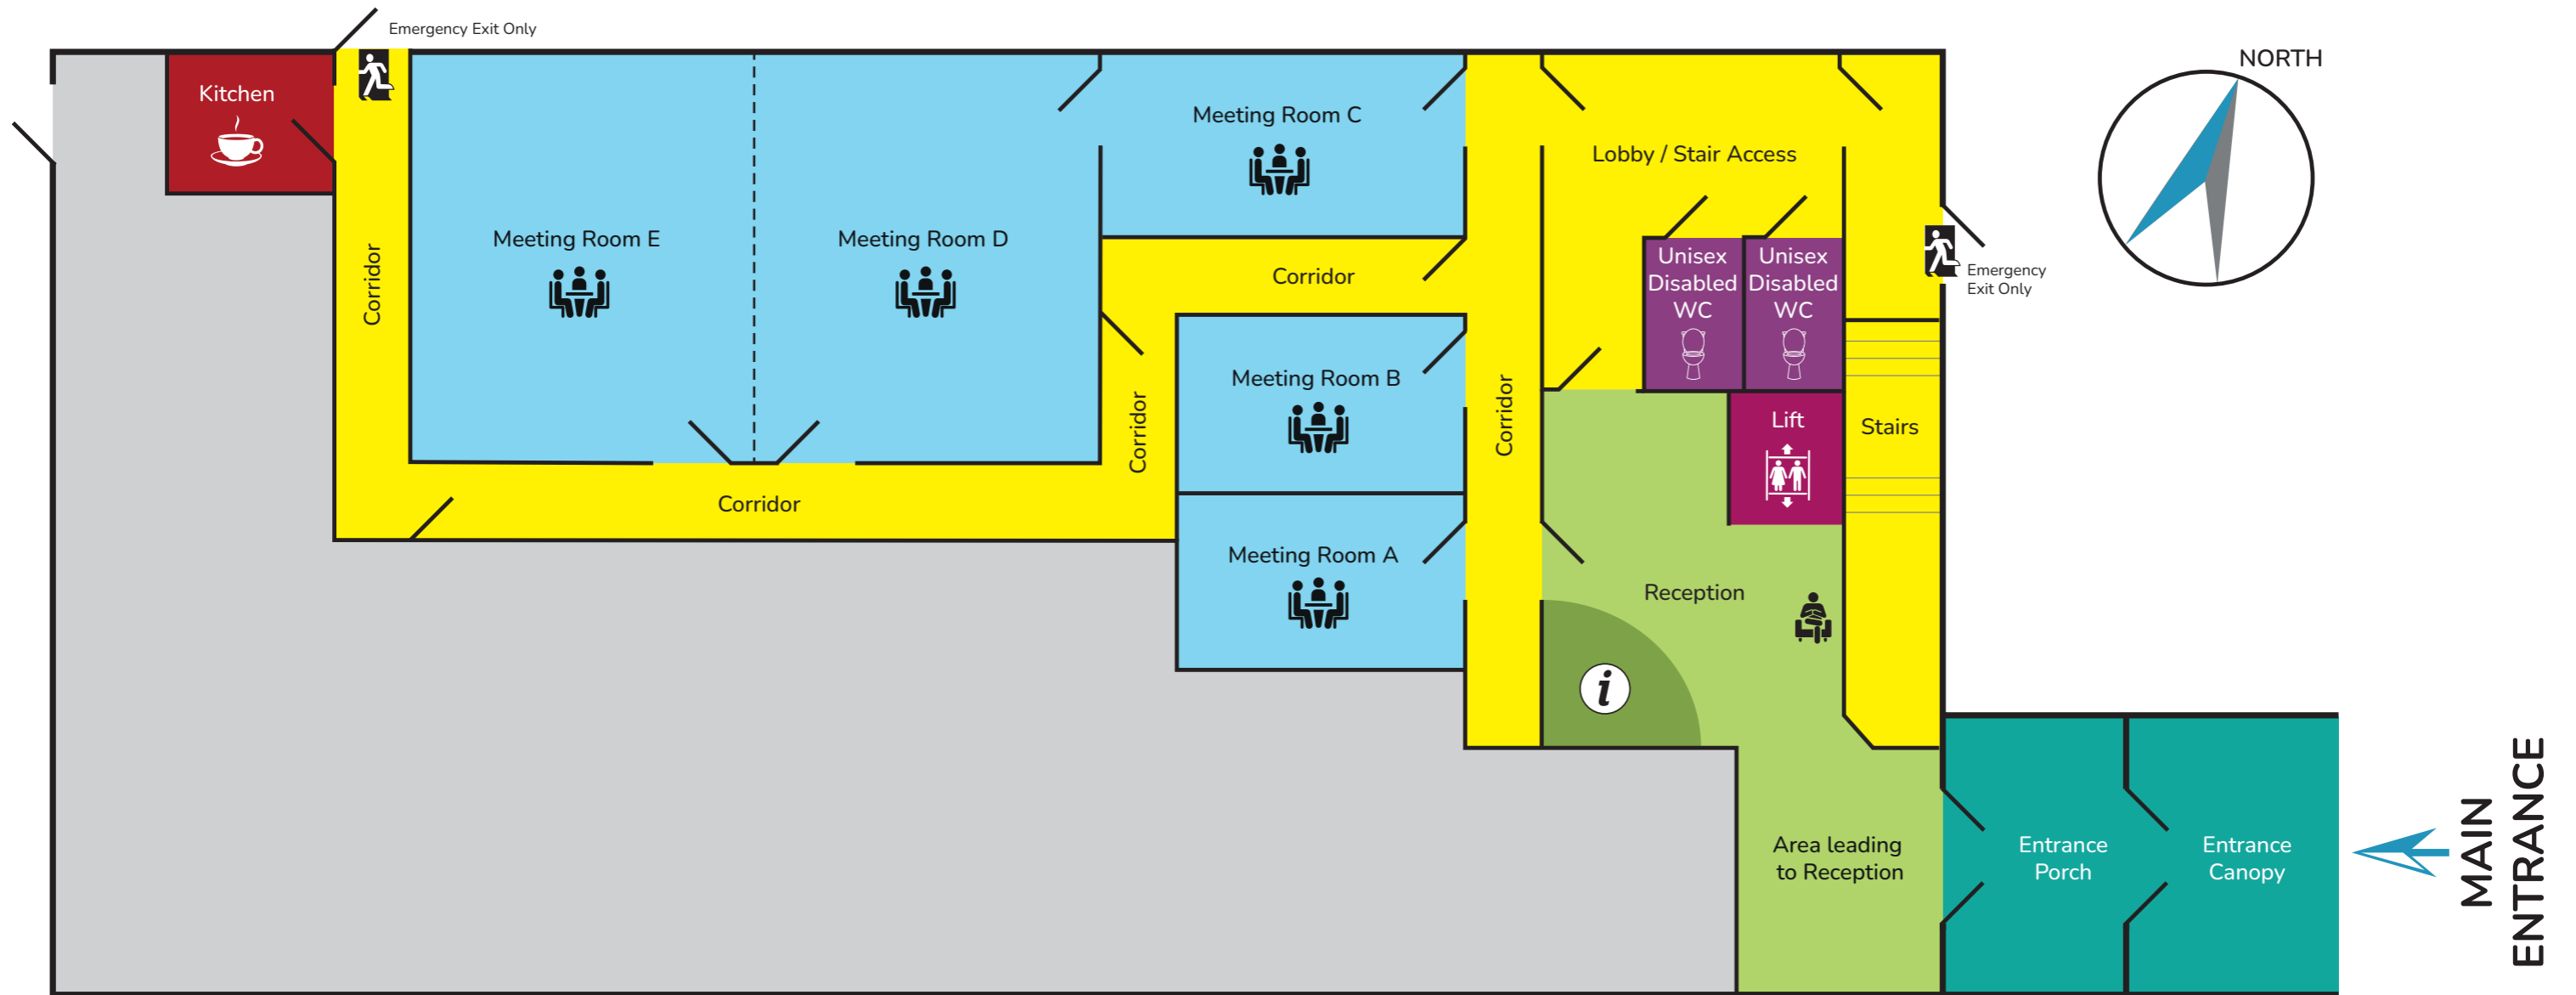 Emergency Exit Only
NORTH
Kitchen
Meeting Room C
Lobby / Stair Access
Meeting Room E
Meeting Room D
Corridor
Corridor
Unisex
Disabled
WC
Unisex
Disabled
WC
Emergency
Exit Only
Meeting Room B
Corridor
Corridor
Lift
Stairs
Corridor
Meeting Room A
Reception
i
Area leading
to Reception
Entrance
Porch
Entrance
Canopy
MAIN
ENTRANCE